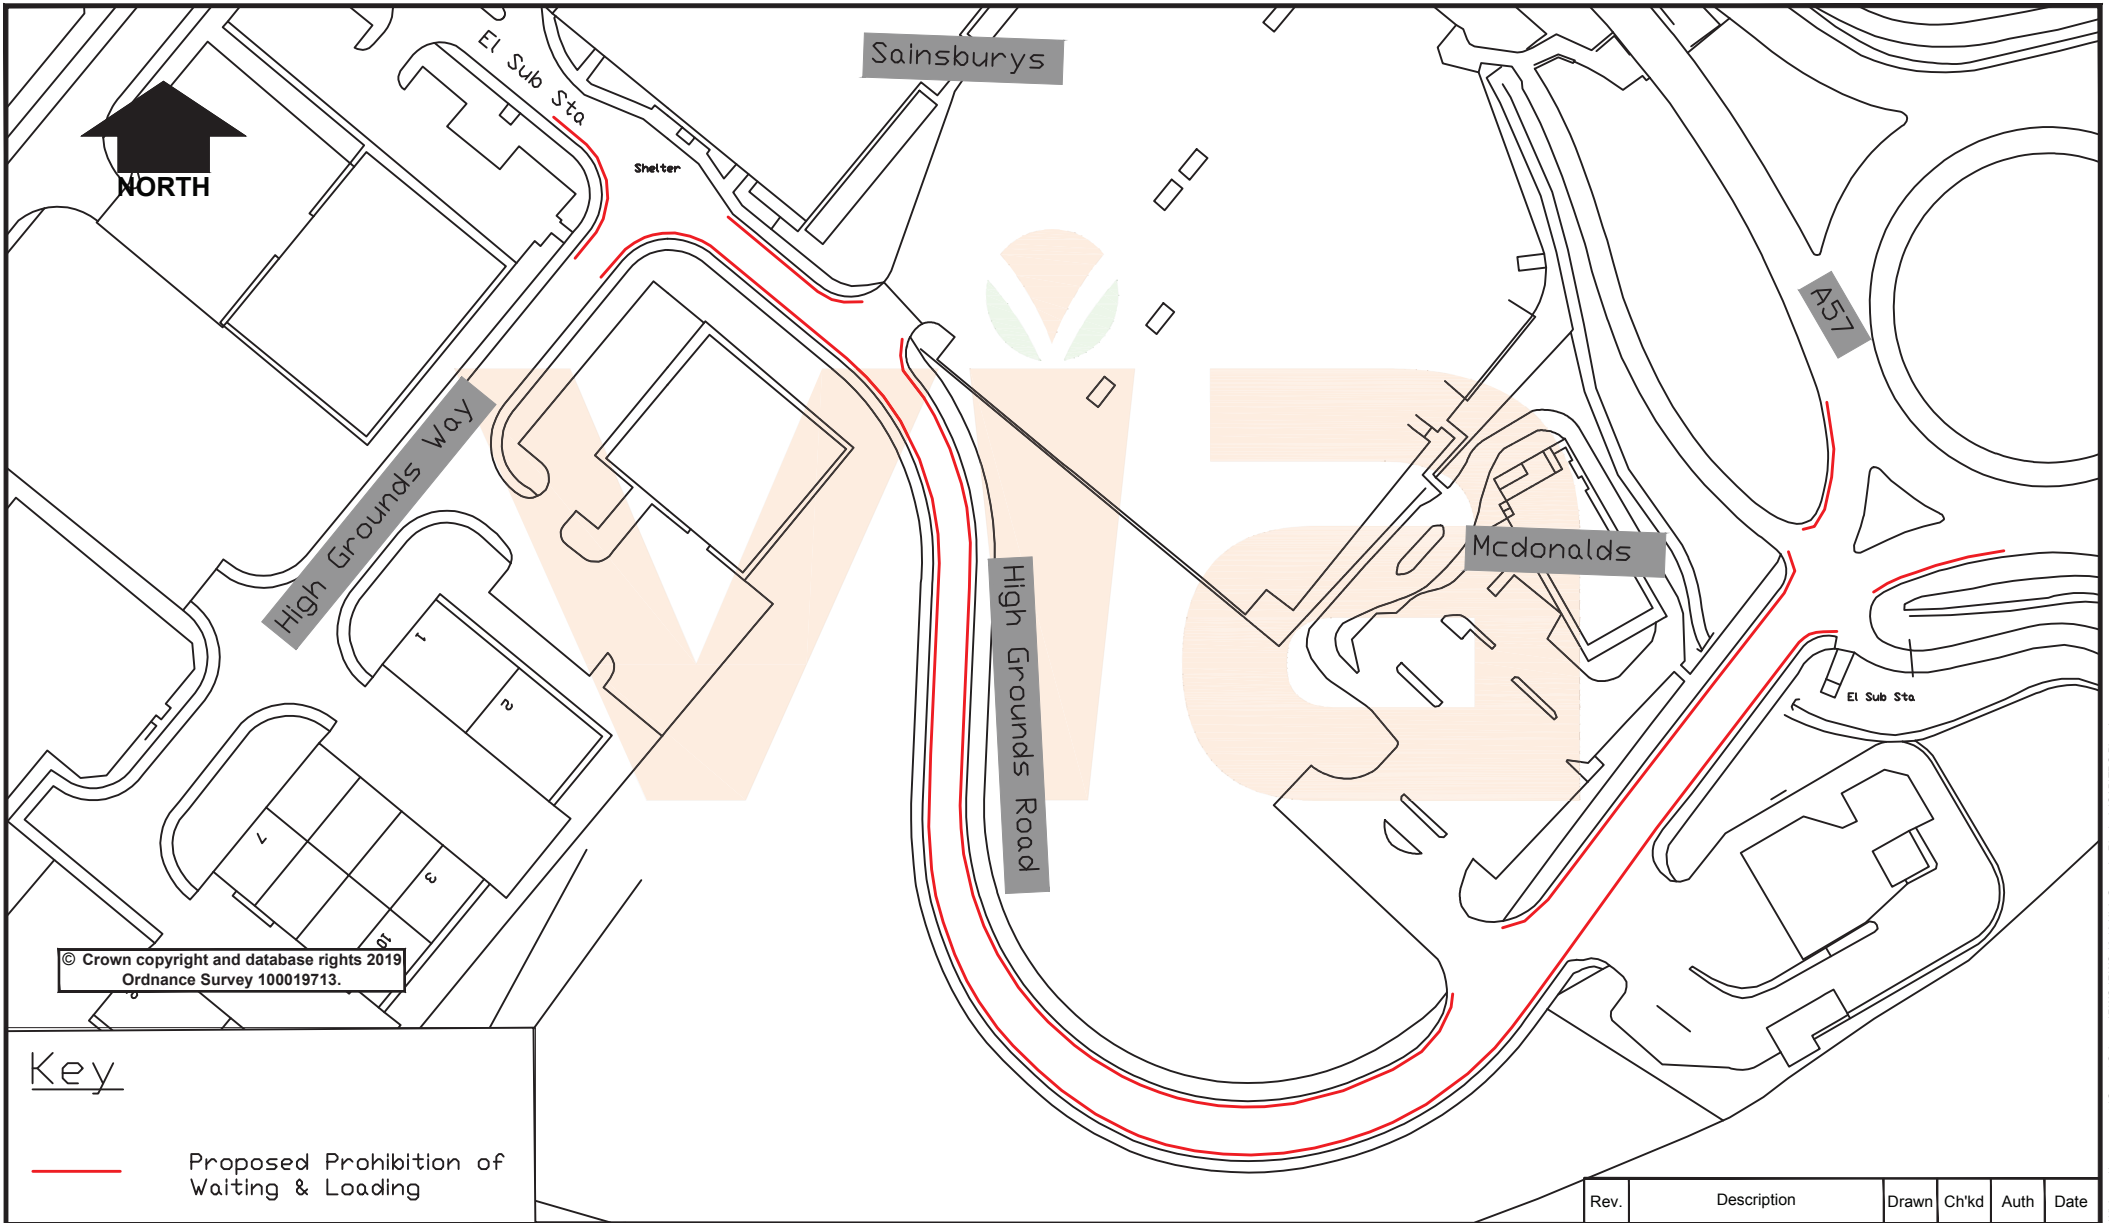 El Sub Sta
Sainsburys
NORTH
Shelter
A57
High Grounds Way
Mcdonalds
High Grounds Road
via
El Sub Sta
1
2
7
3
10
© Crown copyright and database rights 2019
Ordnance Survey 100019713.
Key
Proposed Prohibition of
Waiting & Loading
Rev. Description Drawn Ch'kd Auth Date